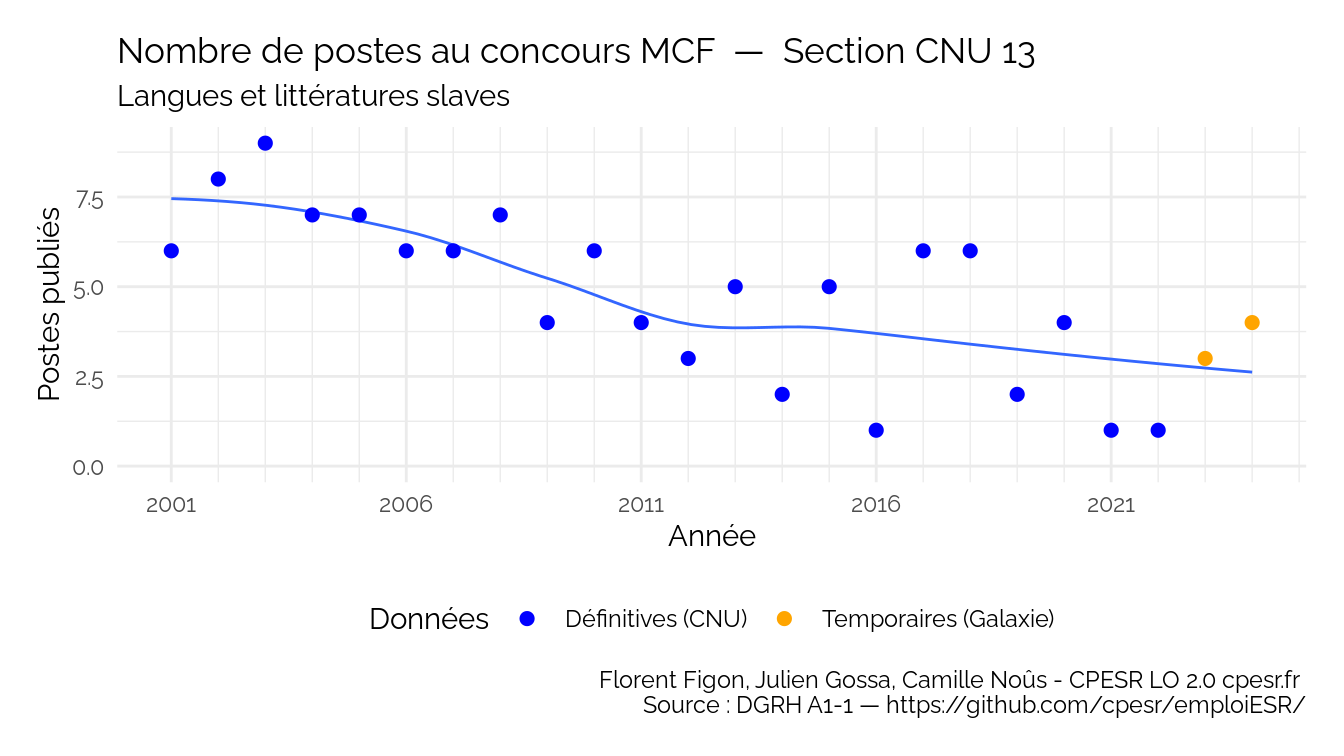 Nombre de postes au concours MCF — Section CNU 13
Langues et littératures slaves
Postes publiés
7.5
5.0
2.5
0.0
2001 2006 2011 2016 2021
Année
Données Définitives (CNU) Temporaires (Galaxie)
Florent Figon, Julien Gossa, Camille Noûs - CPESR LO 2.0 cpesr.fr
Source : DGRH A1-1 — https://github.com/cpesr/emploiESR/